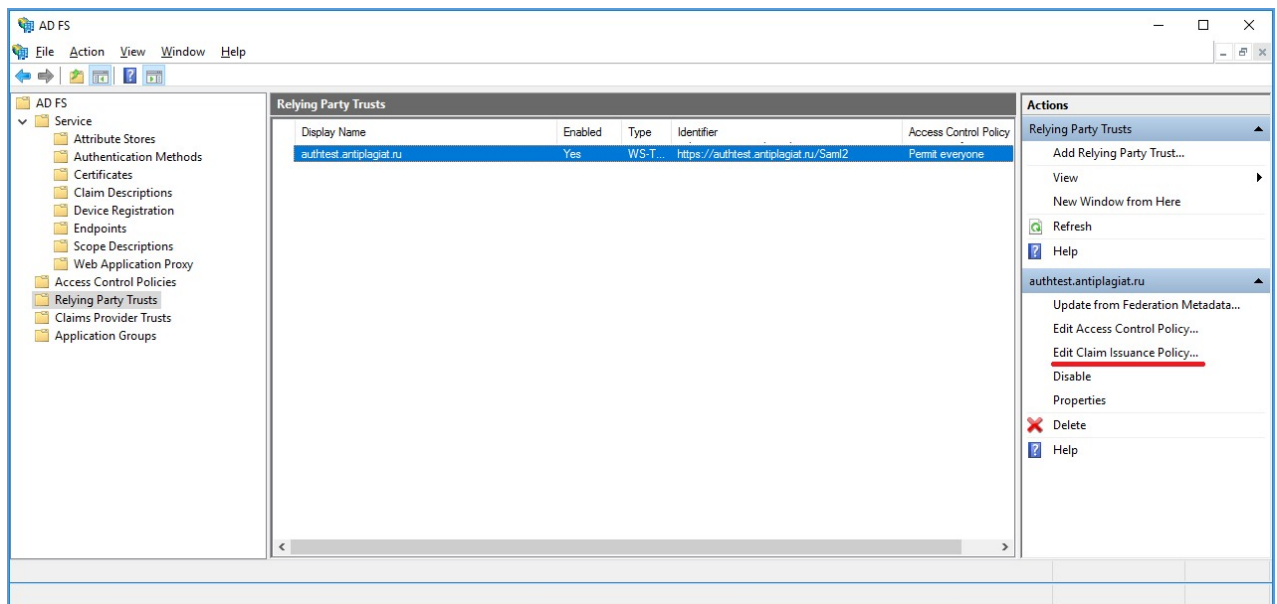 AD FS
File Action View Window Help
AD FS
Service
Attribute Stores
Authentication Methods
Certificates
Claim Descriptions
Device Registration
Endpoints
Scope Descriptions
Web Application Proxy
Access Control Policies
Relying Party Trusts
Claims Provider Trusts
Application Groups
Relying Party Trusts
Display Name Enabled Type Identifier Access Control Policy
authtest.antiplagiat.ru Yes WS-T... https://authtest.antiplagiat.ru/Saml2 Permit everyone
Actions
Relying Party Trusts
Add Relying Party Trust...
View
New Window from Here
Refresh
Help
authtest.antiplagiat.ru
Update from Federation Metadata...
Edit Access Control Policy...
Edit Claim Issuance Policy...
Disable
Properties
Delete
Help